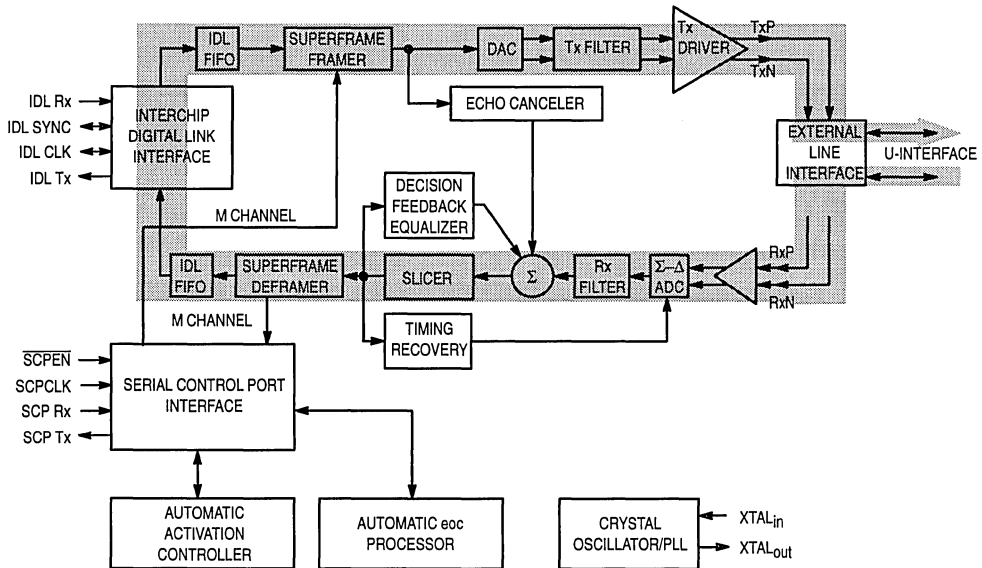 IDL
FIFO
SUPERFRAME
FRAMER
DAC
Tx FILTER
Tx
DRIVER
TxP
TxN
ECHO CANCELER
IDL Rx
IDL SYNC
IDL CLK
IDL Tx
INTERCHIP
DIGITAL LINK
INTERFACE
EXTERNAL
LINE
INTERFACE
U-INTERFACE
M CHANNEL
DECISION
FEEDBACK
EQUALIZER
IDL
FIFO
SUPERFRAME
DEFRAMER
SLICER
Σ
Rx
FILTER
Σ–Δ
ADC
RxP
RxN
M CHANNEL
TIMING
RECOVERY
SCPEN
SCPCLK
SCP Rx
SCP Tx
SERIAL CONTROL PORT
INTERFACE
AUTOMATIC
ACTIVATION
CONTROLLER
AUTOMATIC eoc
PROCESSOR
CRYSTAL
OSCILLATOR/PLL
XTALin
XTALout